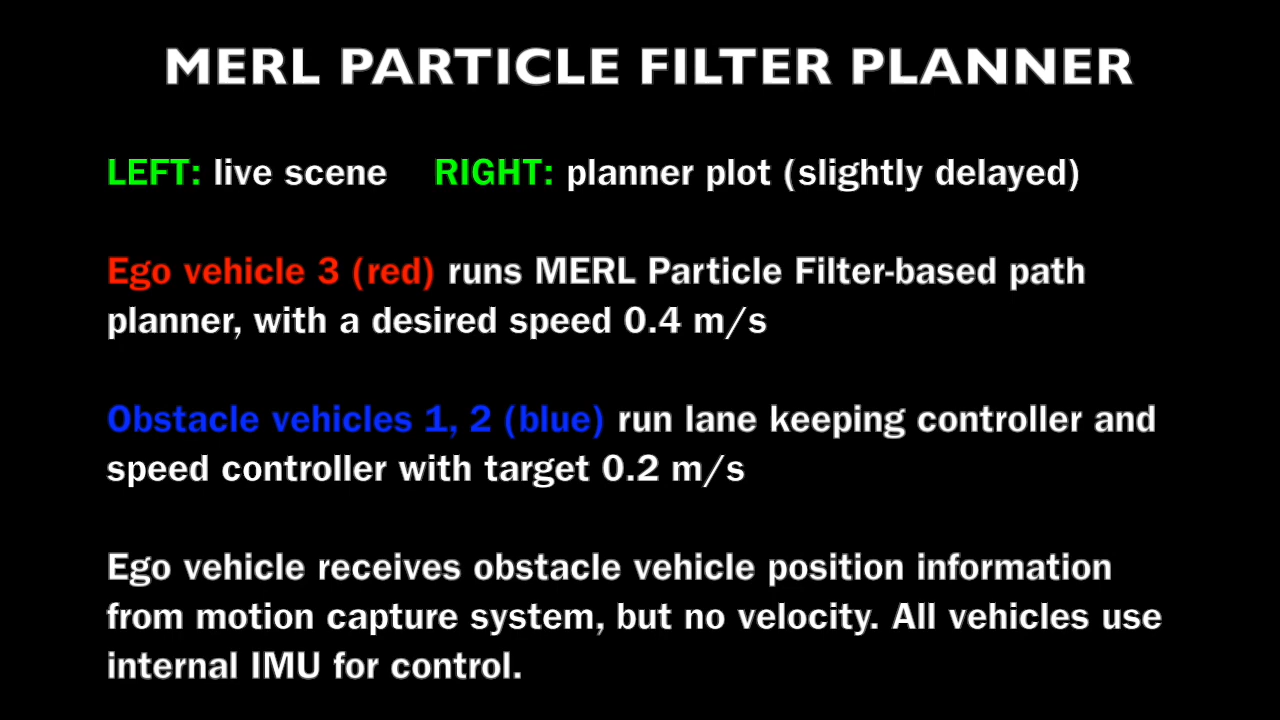 MERL PARTICLE FILTER PLANNER
LEFT: live scene RIGHT: planner plot (slightly delayed)
Ego vehicle 3 (red) runs MERL Particle Filter-based path
planner, with a desired speed 0.4 m/s
Obstacle vehicles 1, 2 (blue) run lane keeping controller and
speed controller with target 0.2 m/s
Ego vehicle receives obstacle vehicle position information
from motion capture system, but no velocity. All vehicles use
internal IMU for control.